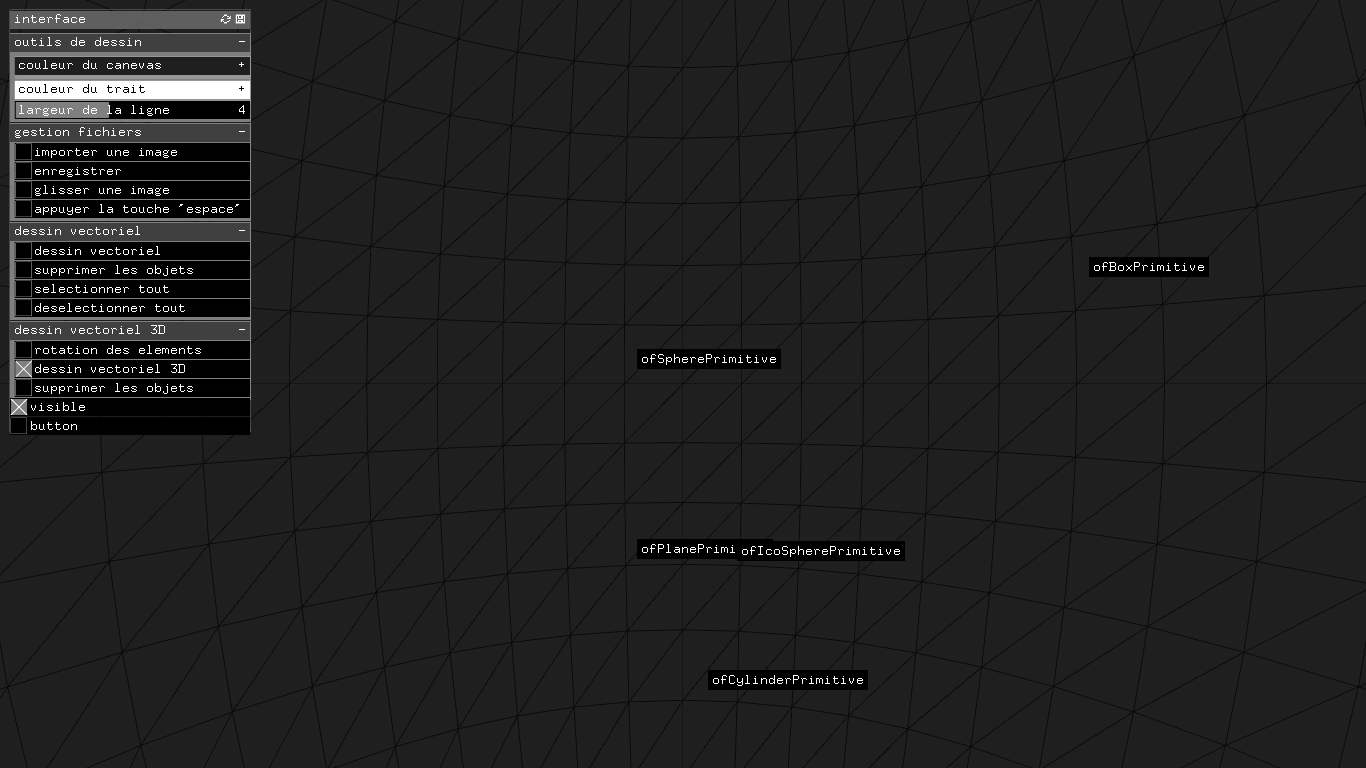 interface
outils de dessin
couleur du canevas
couleur du trait
largeur de la ligne 4
gestion fichiers
importer une image
enregistrer
glisser une image
appuyer la touche "espace"
dessin vectoriel
dessin vectoriel
supprimer les objets
selectionner tout
deselectionner tout
dessin vectoriel 3D
rotation des elements
dessin vectoriel 3D
supprimer les objets
visible
button
ofBoxPrimitive
ofSpherePrimitive
ofPlanePrimi
ofIcoSpherePrimitive
ofCylinderPrimitive